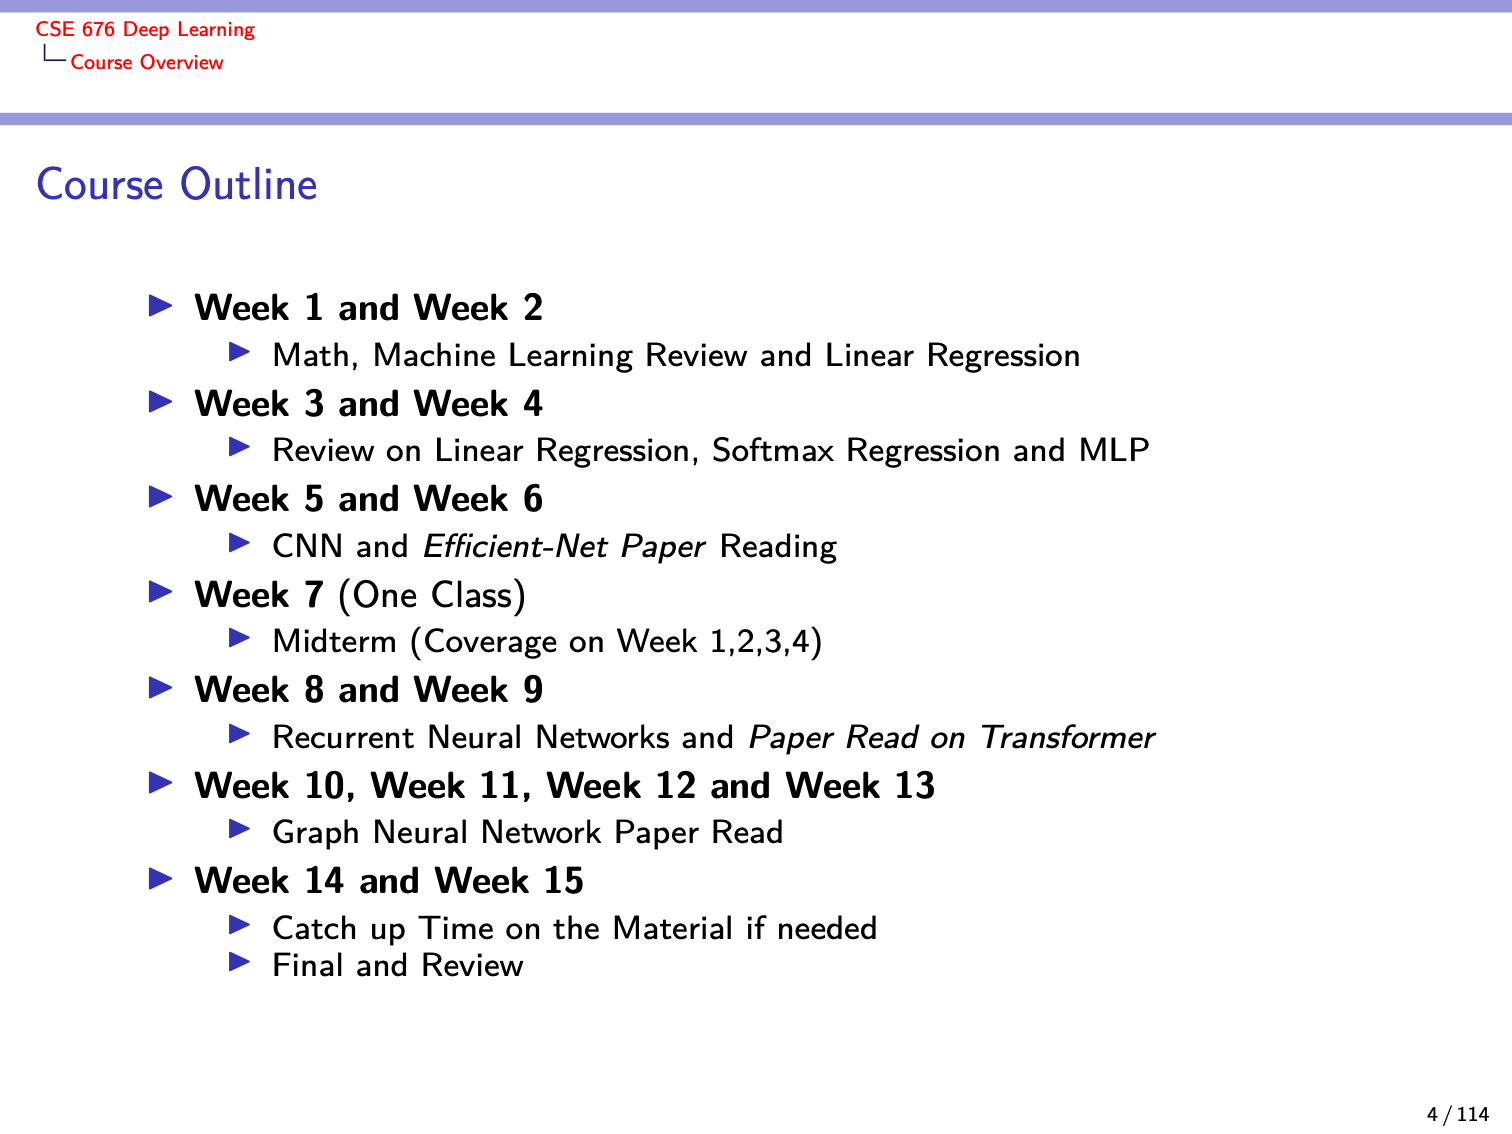 CSE 676 Deep Learning
Course Overview
Course Outline
Week 1 and Week 2
Math, Machine Learning Review and Linear Regression
Week 3 and Week 4
Review on Linear Regression, Softmax Regression and MLP
Week 5 and Week 6
CNN and Efficient-Net Paper Reading
Week 7 (One Class)
Midterm (Coverage on Week 1,2,3,4)
Week 8 and Week 9
Recurrent Neural Networks and Paper Read on Transformer
Week 10, Week 11, Week 12 and Week 13
Graph Neural Network Paper Read
Week 14 and Week 15
Catch up Time on the Material if needed
Final and Review
4 / 114